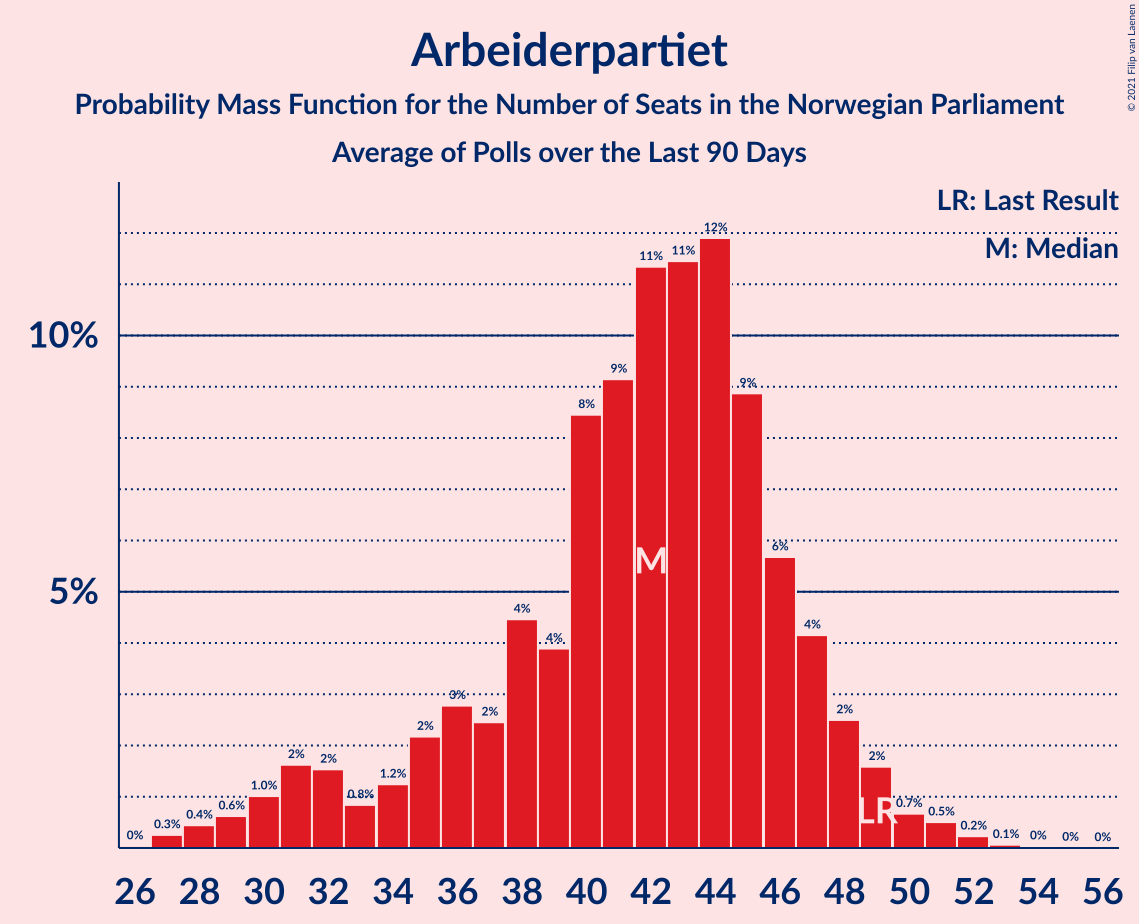 Arbeiderpartiet
Probability Mass Function for the Number of Seats in the Norwegian Parliament
Average of Polls over the Last 90 Days
© 2021 Filip van Laenen
LR: Last Result
M: Median
10%
5%
0% 0.3% 0.4% 0.6% 1.0% 2% 2% 0.8% 1.2% 2% 3% 2% 4% 4% 8% 9% 11% 11% 12% 9% 6% 4% 2% 2% 0.7% 0.5% 0.2% 0.1% 0% 0% 0%
M
LR
26 28 30 32 34 36 38 40 42 44 46 48 50 52 54 56